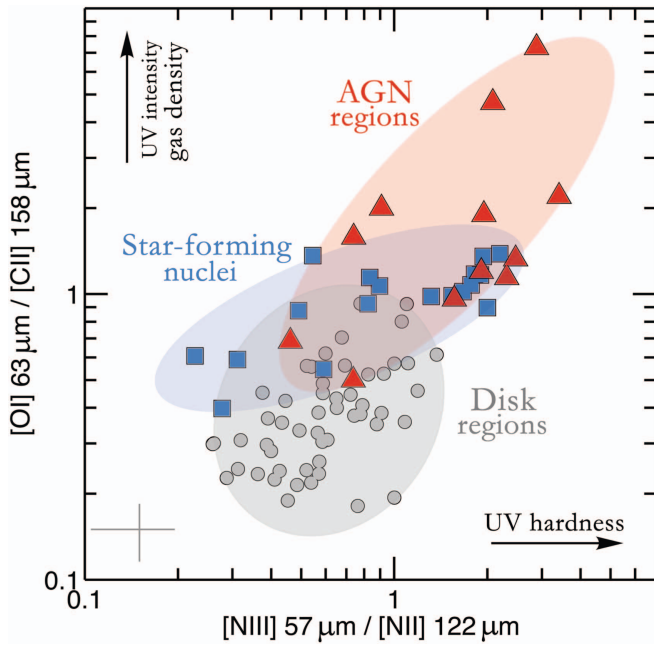 UV intensity
gas density
AGN
regions
Star-forming
nuclei
Disk
regions
UV hardness
[OI] 63 μm / [CII] 158 μm
1
0.1
0.1
1
[NIII] 57 μm / [NII] 122 μm